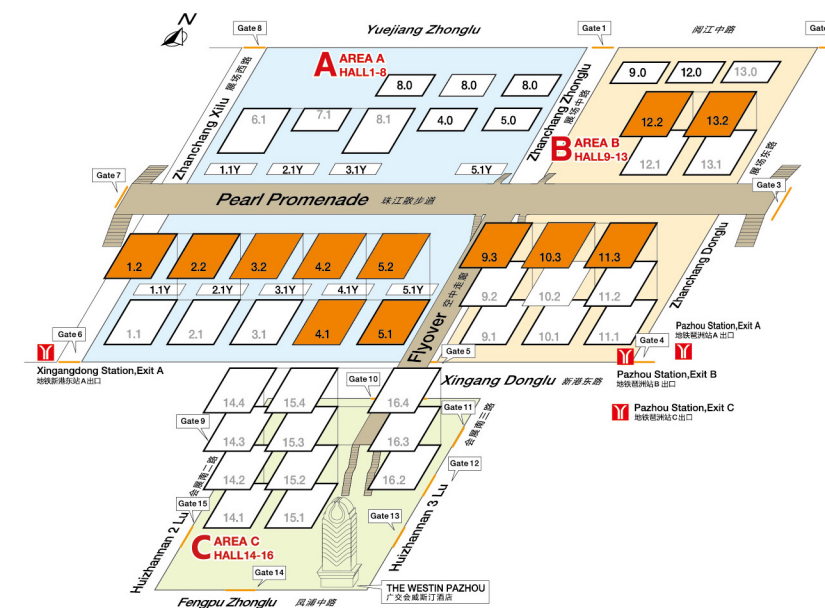 N
Gate 8
Yuejiang Zhonglu
Gate 1
阅江中路
Gate
A AREA A
HALL1-8
Zhanchang Xilu 展场西路
Zhanchang Zhonglu
展场中路
8.0
8.0
8.0
9.0
12.0
13.0
6.1
7.1
8.1
4.0
5.0
12.2
13.2
B AREA B
HALL9-13
12.1
13.1
展场东路
1.1Y
2.1Y
3.1Y
5.1Y
Gate 7
Gate 3
Pearl Promenade 珠江散步道
1.2
2.2
3.2
4.2
5.2
9.3
10.3
11.3
Zhanchang Donglu
1.1Y
2.1Y
3.1Y
4.1Y
5.1Y
Flyover 空中走廊
9.2
10.2
11.2
1.1
2.1
3.1
4.1
5.1
9.1
10.1
11.1
Gate 6
Gate 5
Gate 4
Pazhou Station,Exit A
地铁琶洲站A 出口
Xingangdong Station,Exit A
地铁新港东站A出口
Pazhou Station,Exit B
地铁琶洲站B 出口
Xingang Donglu 新港东路
Gate 10
Pazhou Station,Exit C
地铁琶洲站C 出口
14.4
15.4
16.4
Gate 11
会展南三路
Gate 9
14.3
15.3
16.3
会展南二路
Gate 12
14.2
15.2
16.2
Gate 15
14.1
15.1
Gate 13
Huizhannan 2 Lu
Huizhannan 3 Lu
C AREA C
HALL14-16
Gate 14
THE WESTIN PAZHOU
广交会威斯汀酒店
Fengpu Zhonglu 凤浦中路